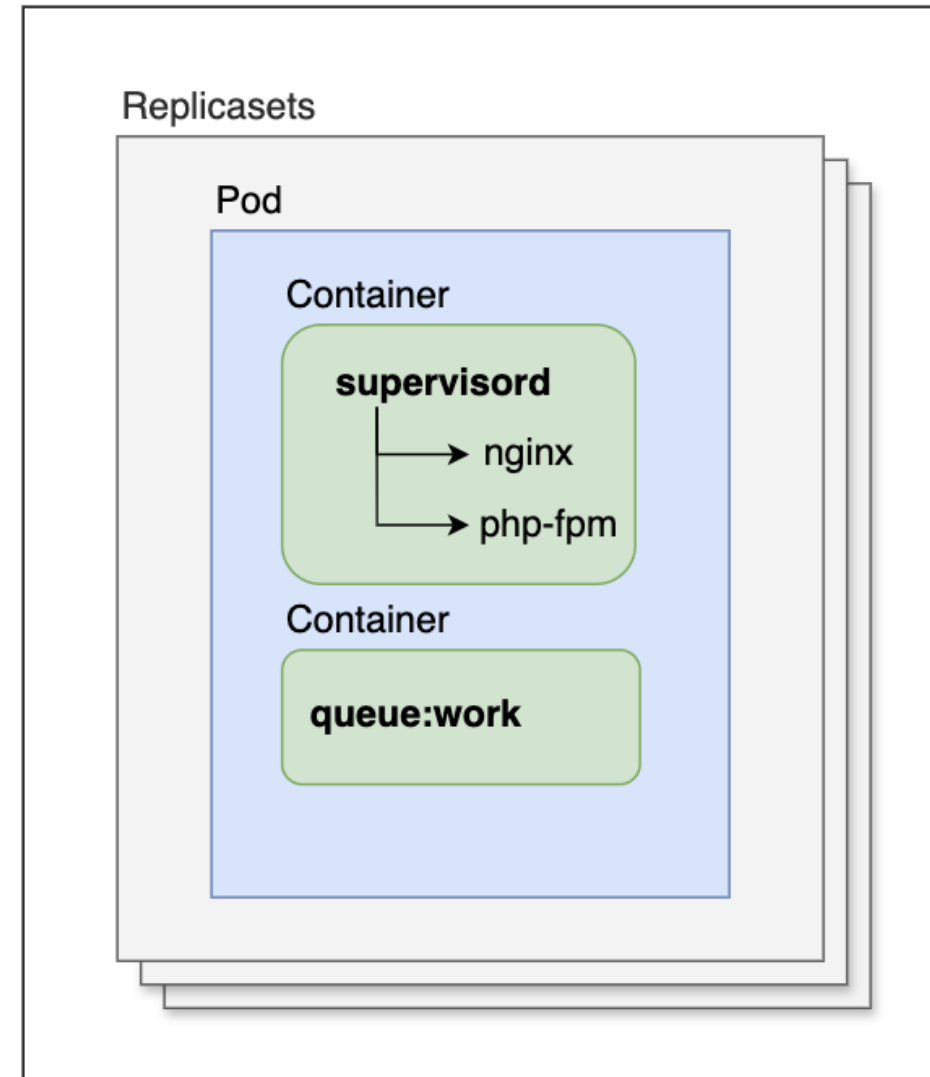 Replicasets
Pod
Container
supervisord
nginx
php-fpm
Container
queue:work